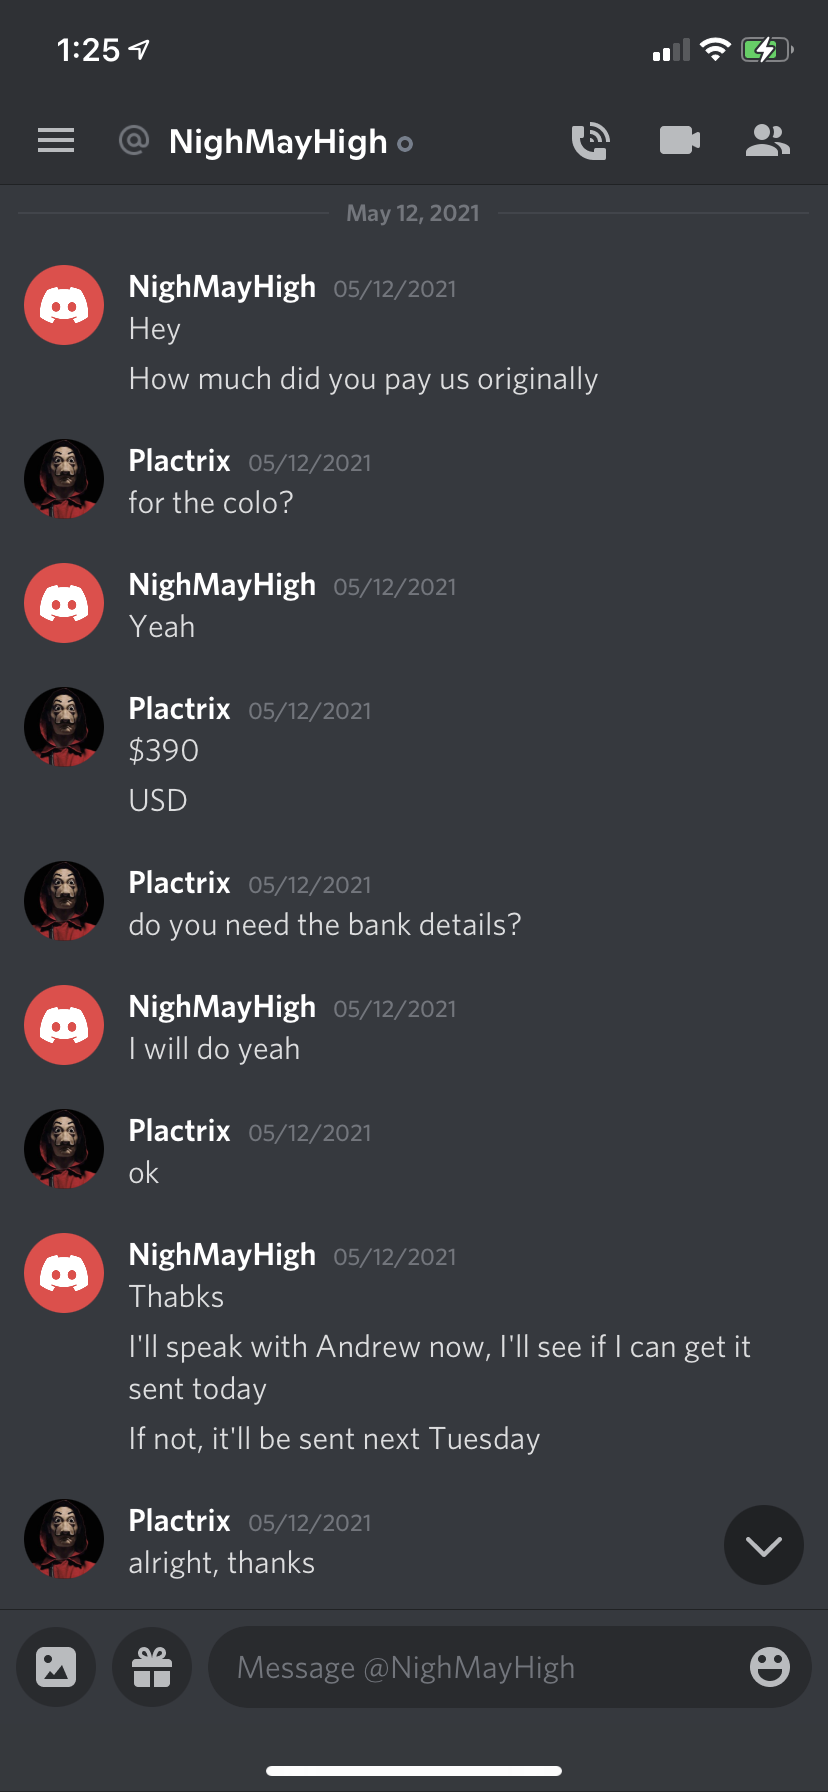 1:25
NighMayHigh
May 12, 2021
NighMayHigh 05/12/2021
Hey
How much did you pay us originally
Plactrix 05/12/2021
for the colo?
NighMayHigh 05/12/2021
Yeah
Plactrix 05/12/2021
$390
USD
Plactrix 05/12/2021
do you need the bank details?
NighMayHigh 05/12/2021
I will do yeah
Plactrix 05/12/2021
ok
NighMayHigh 05/12/2021
Thabks
I'll speak with Andrew now, I'll see if I can get it
sent today
If not, it'll be sent next Tuesday
Plactrix 05/12/2021
alright, thanks
Message @NighMayHigh